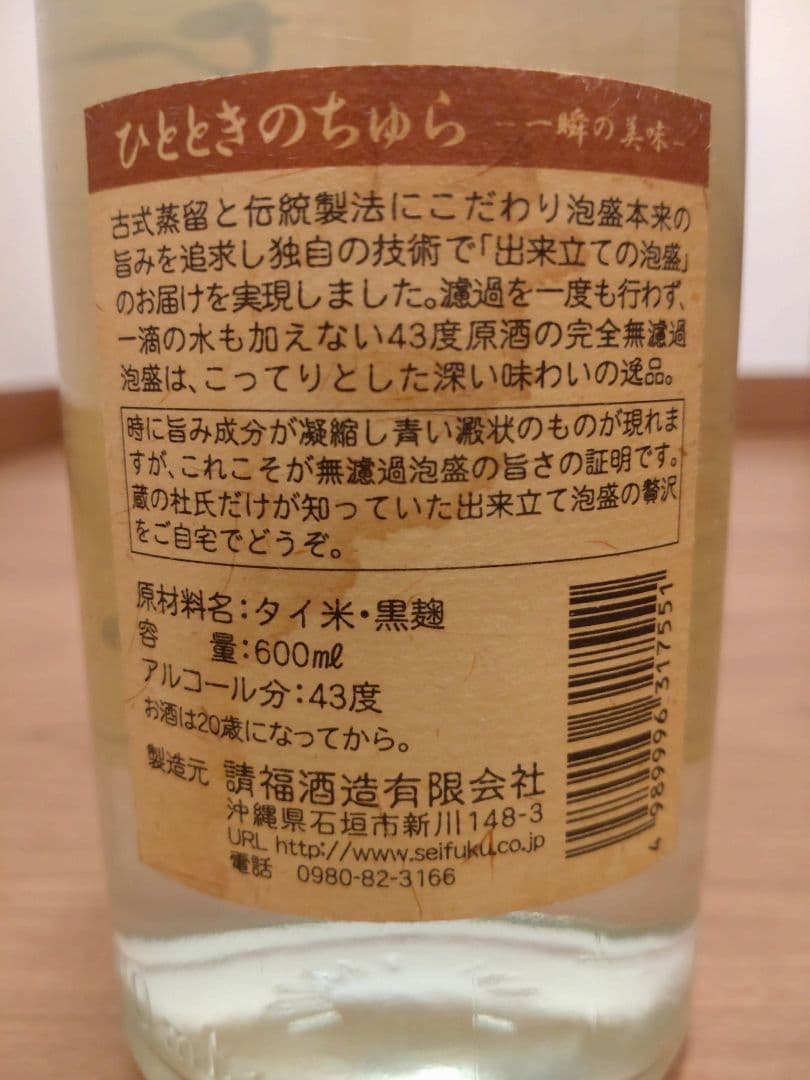 ひとときのちゅら －一瞬の美味－
古式蒸留と伝統製法にこだわり泡盛本来の
旨みを追求し独自の技術で「出来立ての泡盛」
のお届けを実現しました。濾過を一度も行わず、
一滴の水も加えない43度原酒の完全無濾過
泡盛は、こってりとした深い味わいの逸品。
時に旨み成分が凝縮し青い澱状のものが現れま
すが、これこそが無濾過泡盛の旨さの証明です。
蔵の杜氏だけが知っていた出来立て泡盛の贅沢
をご自宅でどうぞ。
原材料名：タイ米・黒麹
容　　量：600㎖
アルコール分：43度
お酒は20歳になってから。
製造元 請福酒造有限会社
沖縄県石垣市新川148-3
URL http://www.seifuku.co.jp
電話 0980-82-3166
4 989996 317551